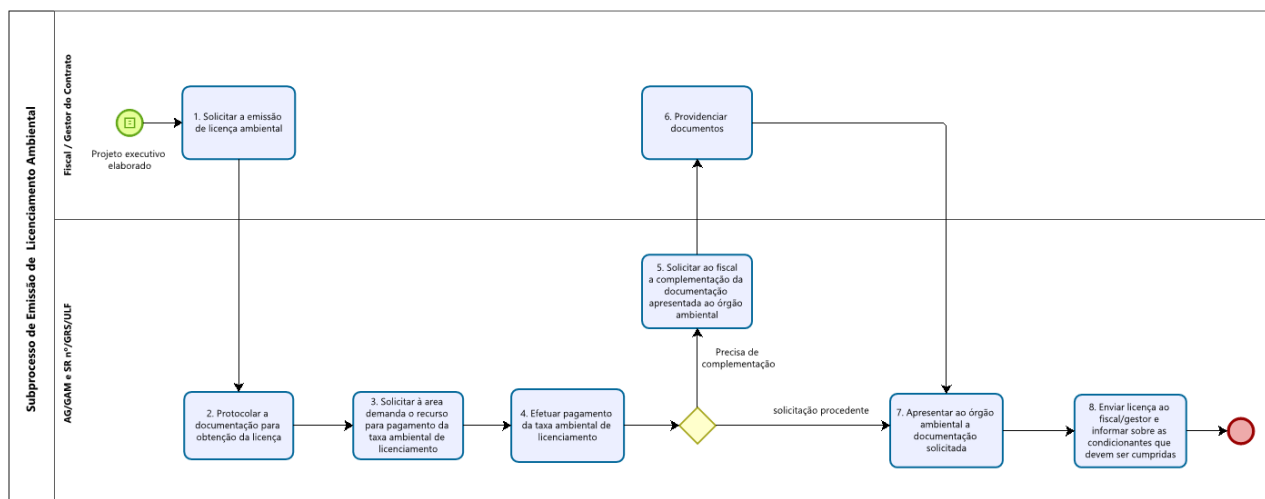 Subprocesso de Emissão de  Licenciamento Ambiental
Fiscal / Gestor do Contrato
Projeto executivo
elaborado
1. Solicitar a emissão
de licença ambiental
6. Providenciar
documentos
AG/GAM e SR nº/GRS/ULF
2. Protocolar a
documentação para
obtenção da licença
3. Solicitar à area
demanda o recurso
para pagamento da
taxa ambiental de
licenciamento
4. Efetuar pagamento
da taxa ambiental de
licenciamento
5. Solicitar ao fiscal
a complementação da
documentação
apresentada ao órgão
ambiental
Precisa de
complementação
solicitação procedente
7. Apresentar ao órgão
ambiental a
documentação
solicitada
8. Enviar licença ao
fiscal/gestor e
informar sobre as
condicionantes que
devem ser cumpridas